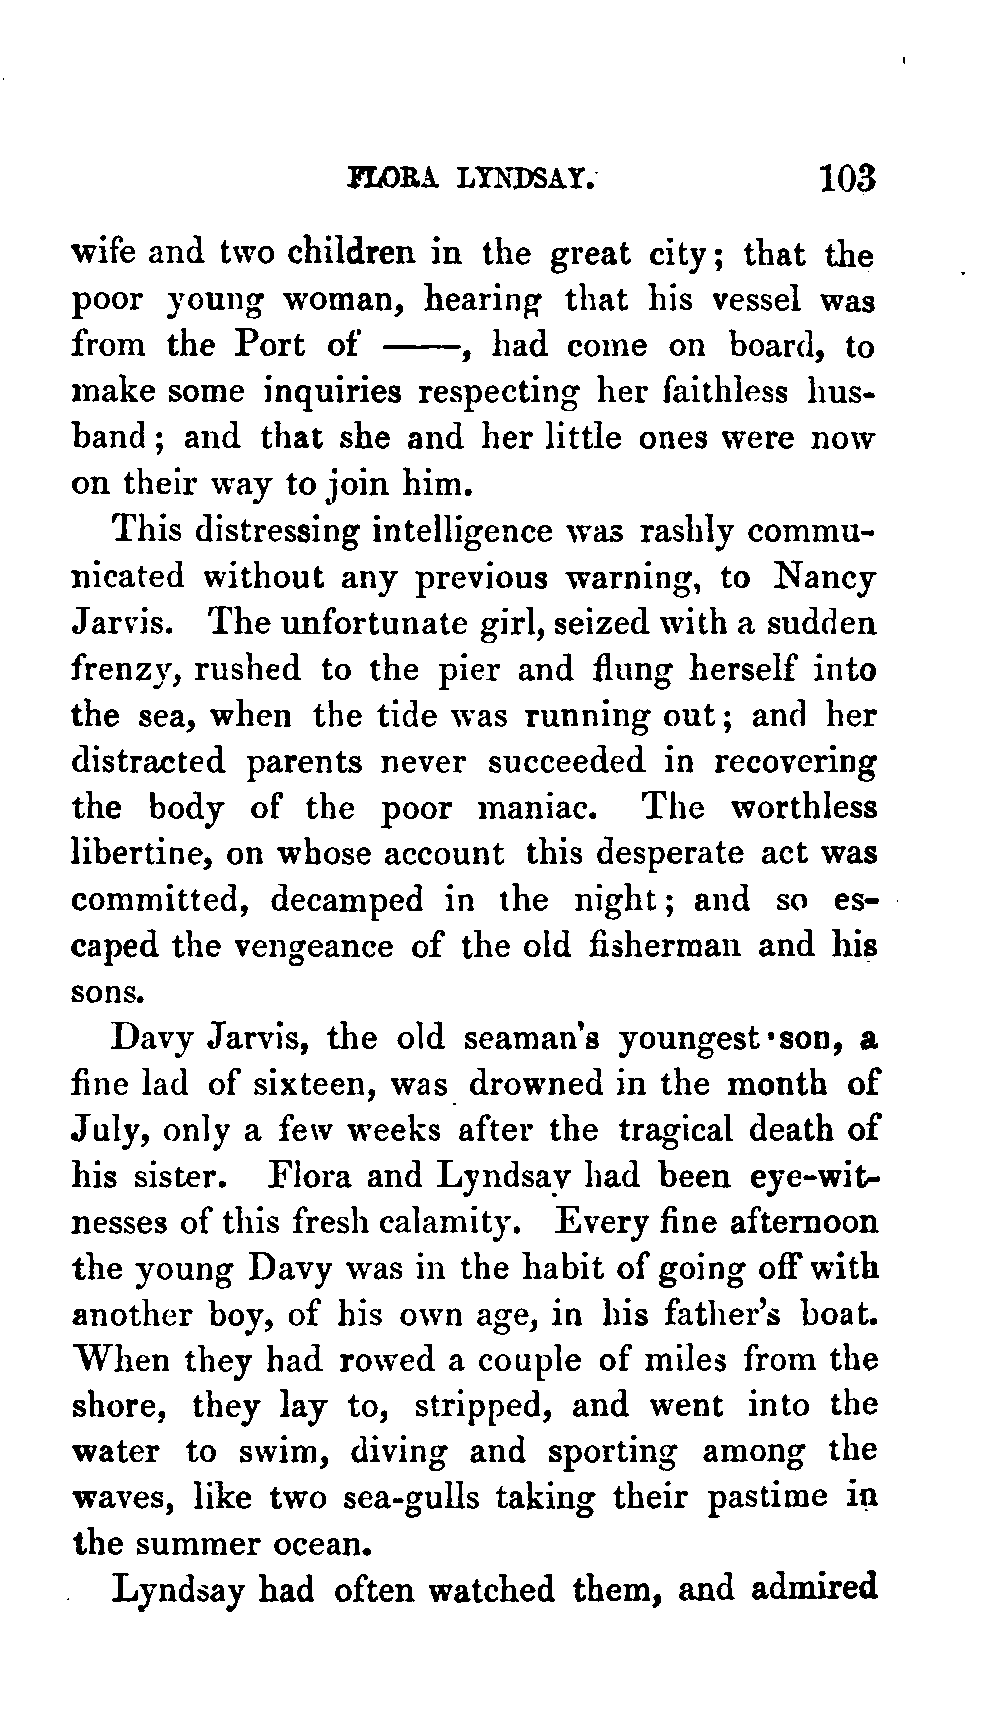 FLORA LYNDSAY. 103
wife and two children in the great city; that the
poor young woman, hearing that his vessel was
from the Port of ——, had come on board, to
make some inquiries respecting her faithless hus-
band; and that she and her little ones were now
on their way to join him.
This distressing intelligence was rashly commu-
nicated without any previous warning, to Nancy
Jarvis. The unfortunate girl, seized with a sudden
frenzy, rushed to the pier and flung herself into
the sea, when the tide was running out; and her
distracted parents never succeeded in recovering
the body of the poor maniac. The worthless
libertine, on whose account this desperate act was
committed, decamped in the night; and so es-
caped the vengeance of the old fisherman and his
sons.
Davy Jarvis, the old seaman's youngest son, a
fine lad of sixteen, was drowned in the month of
July, only a few weeks after the tragical death of
his sister. Flora and Lyndsay had been eye-wit-
nesses of this fresh calamity. Every fine afternoon
the young Davy was in the habit of going off with
another boy, of his own age, in his father's boat.
When they had rowed a couple of miles from the
shore, they lay to, stripped, and went into the
water to swim, diving and sporting among the
waves, like two sea-gulls taking their pastime in
the summer ocean.
Lyndsay had often watched them, and admired